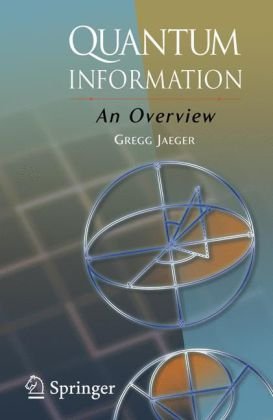 QUANTUM
INFORMATION
An Overview
GREGG JAEGER
Springer